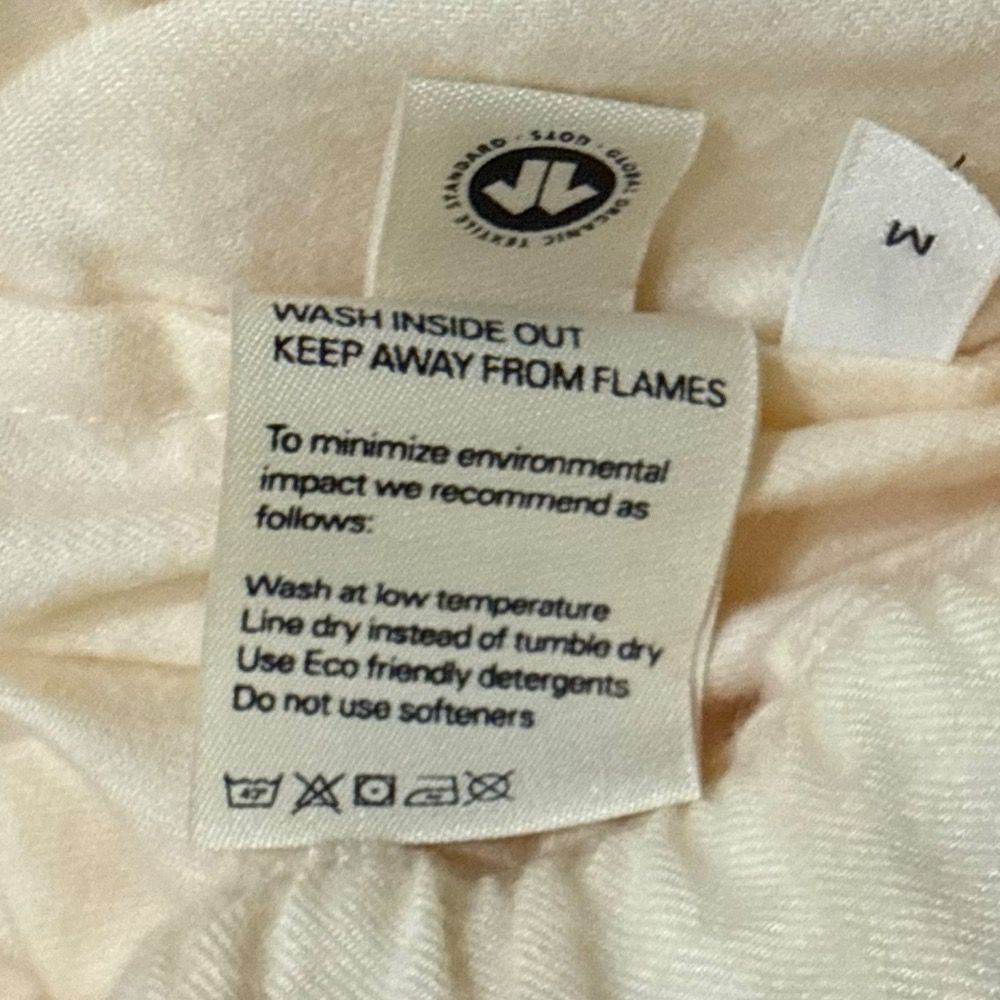 GLOBAL ORGANIC TEXTILE STANDARD · GOTS ·
M
WASH INSIDE OUT
KEEP AWAY FROM FLAMES
To minimize environmental
impact we recommend as
follows:
Wash at low temperature
Line dry instead of tumble dry
Use Eco friendly detergents
Do not use softeners